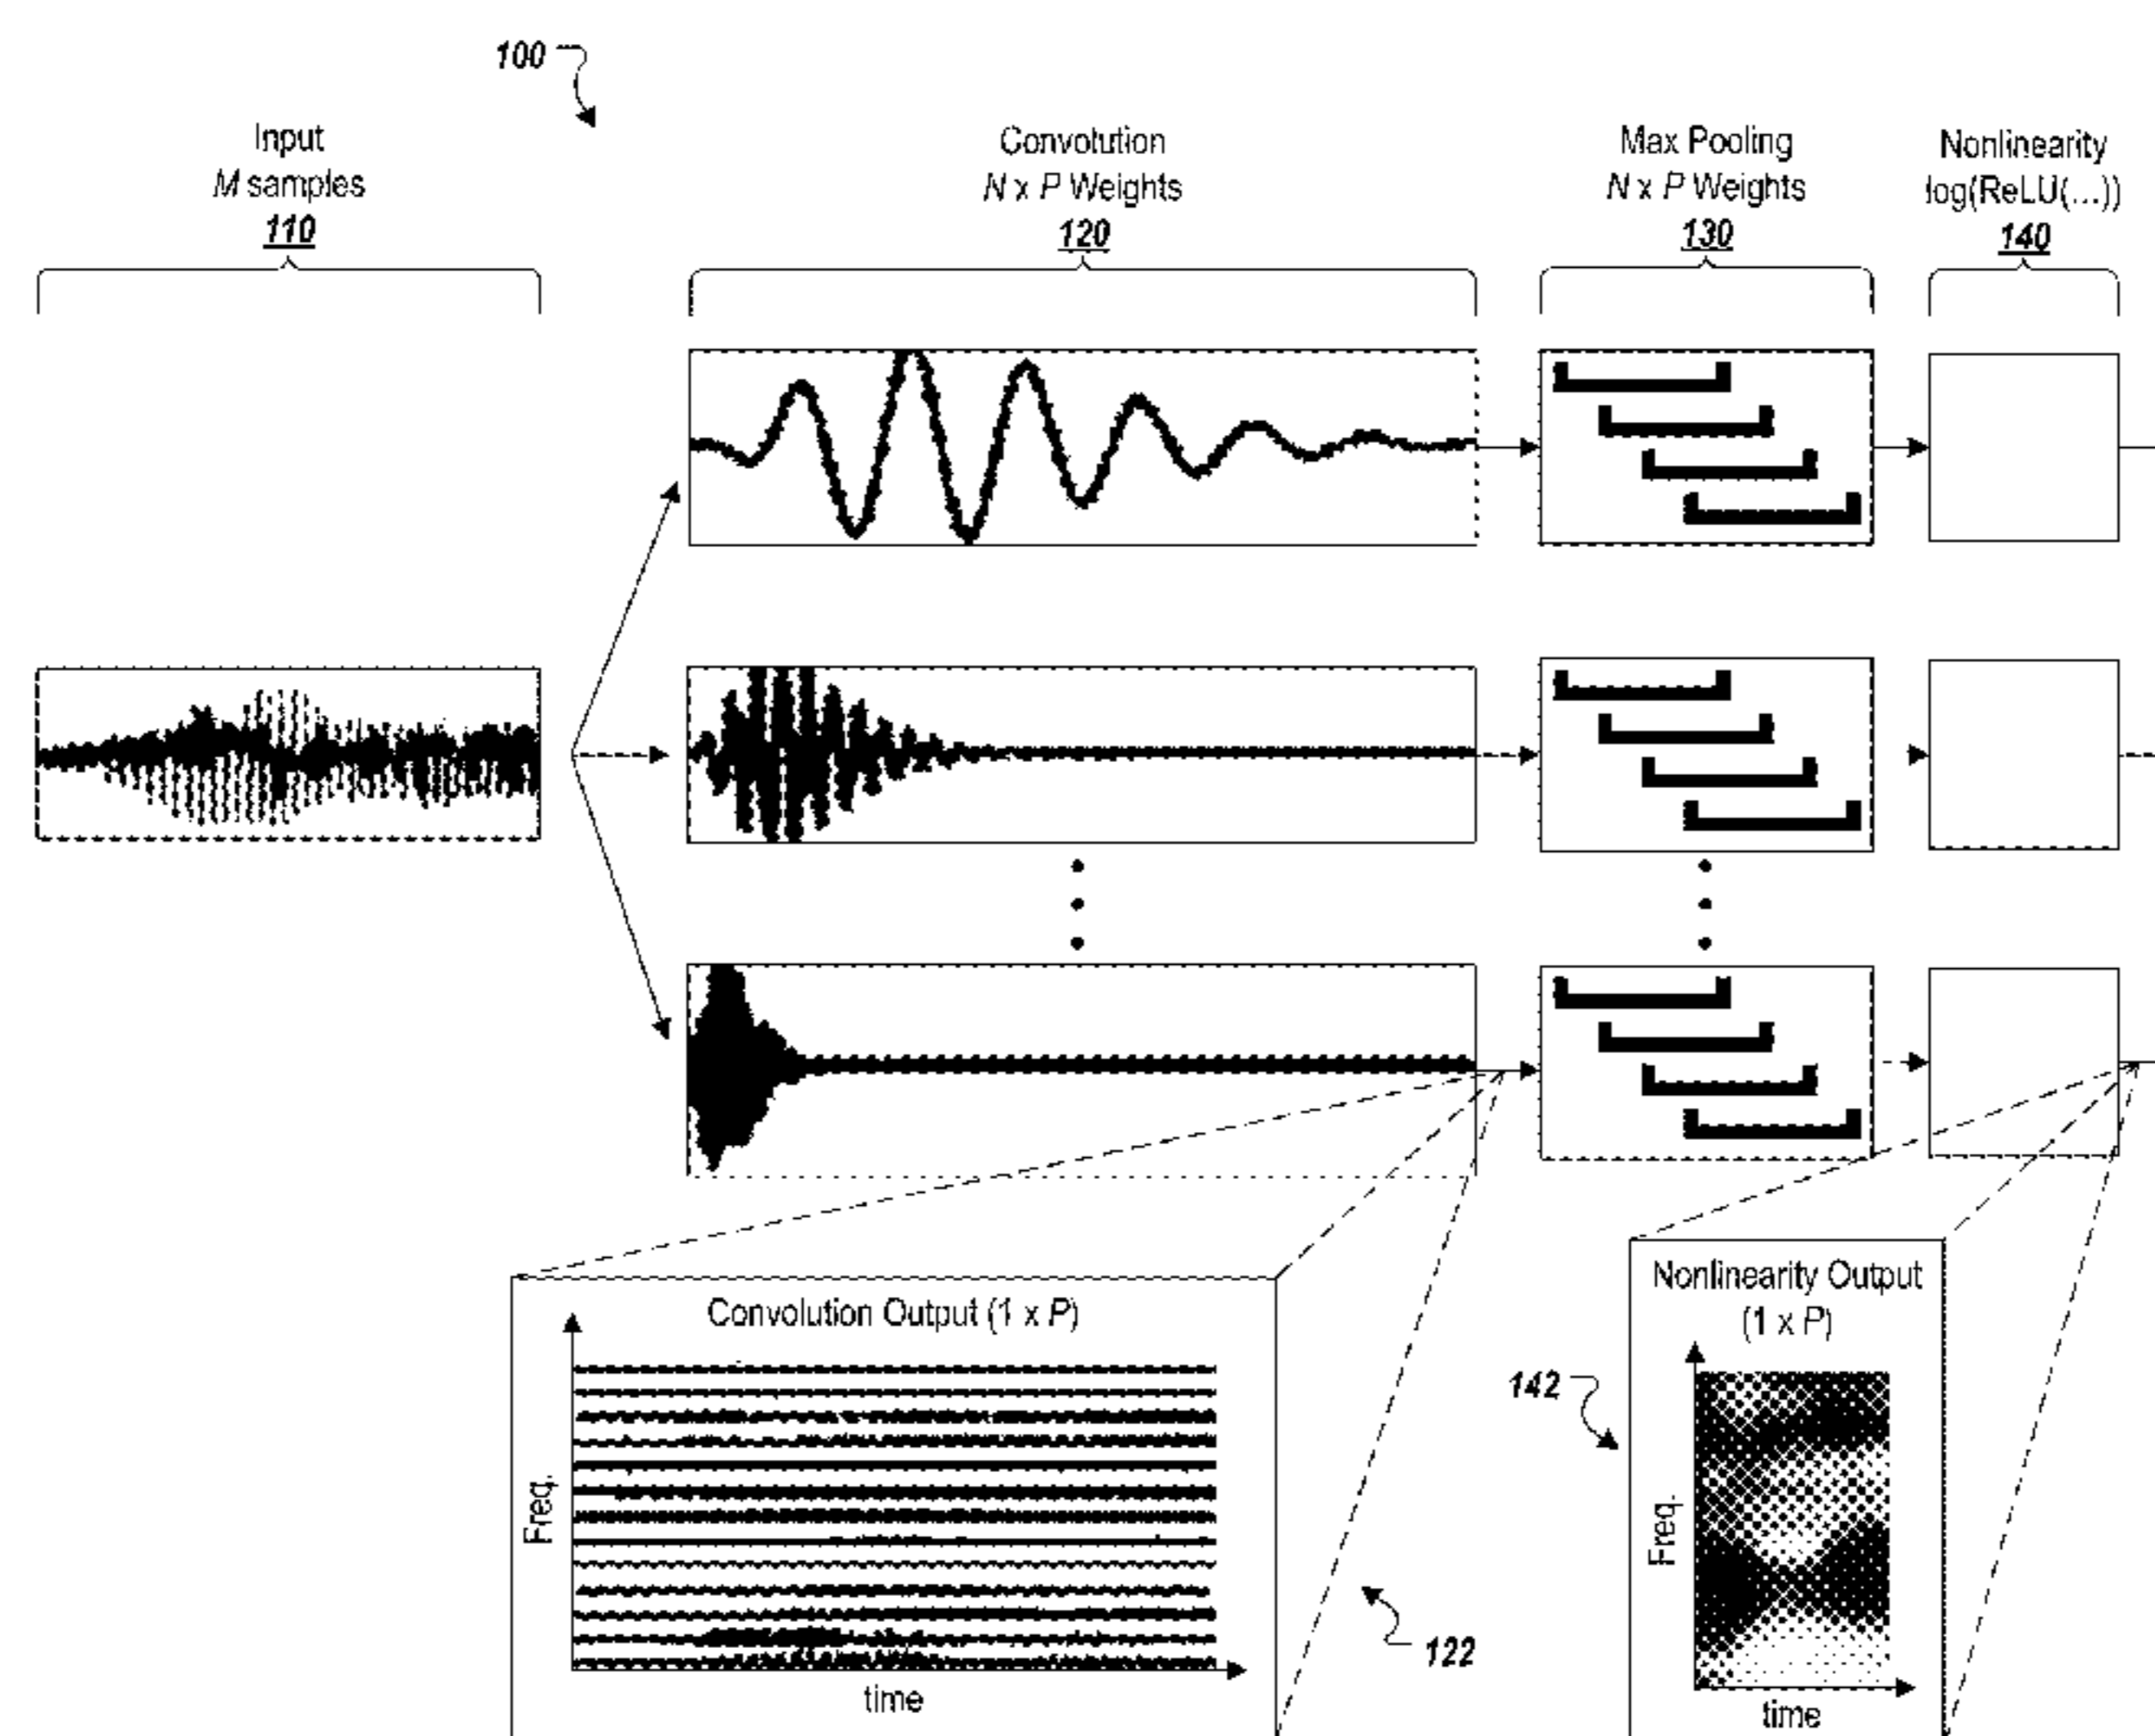 100
Input
M samples
110
Convolution
N x P Weights
120
Max Pooling
N x P Weights
130
Nonlinearity
log(ReLU(...))
140
Convolution Output (1 x P)
Freq.
time
122
Nonlinearity Output
(1 x P)
142
Freq.
time